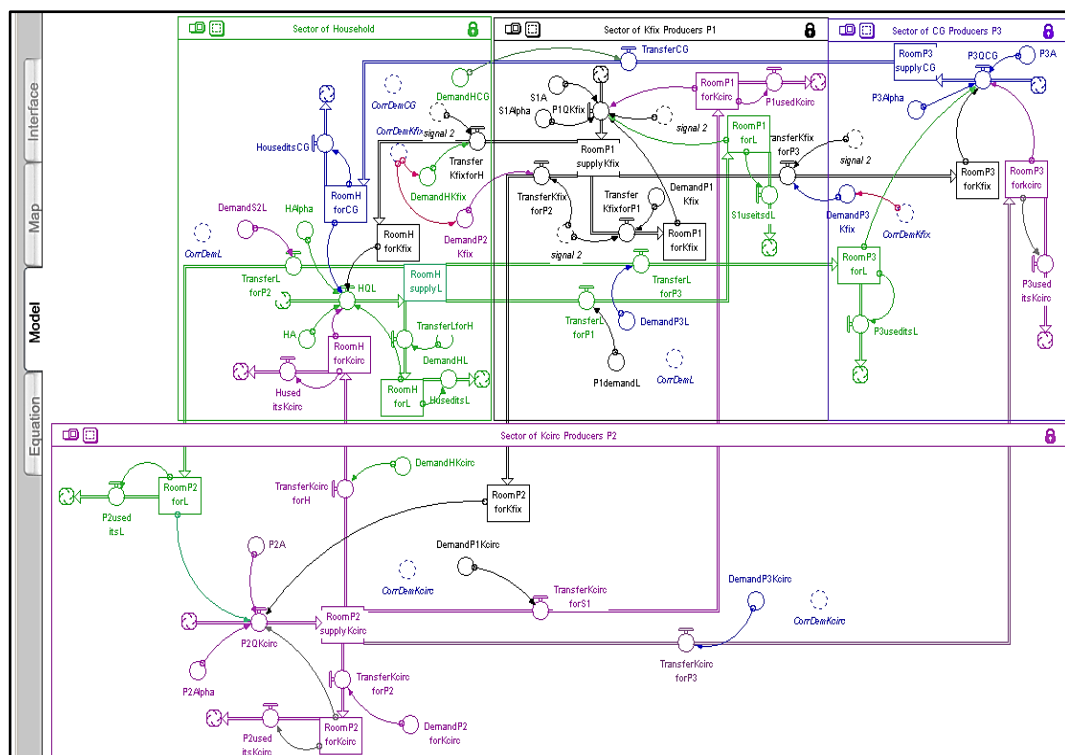 Interface
Map
Model
Equation
Sector of Household
Sector of Kfix Producers P1
Sector of CG Producers P3
TransferCG
DemandHCG
CorrDemCG
CorrDemKfix
signal 2
HouseditsCG
Transfer
KfixforH
DemandHKfix
RoomH
forCG
DemandS2L
HAlpha
RoomH
forKfix
DemandP2
Kfix
CorrDemL
TransferL
forP2
HQL
RoomH
supplyL
HA
RoomH
forKcirc
TransferLforH
DemandHL
Hused
itsKcirc
RoomH
forL
HuseditsL
S1A
S1Alpha
P1QKfix
RoomP1
forKcirc
P1usedKcirc
signal 2
RoomP1
forL
RoomP1
supplyKfix
TransferKfix
forP3
signal 2
TransferKfix
forP2
Transfer
KfixforP1
DemandP1
Kfix
signal 2
RoomP1
forKfix
S1useitsdL
TransferL
forP3
TransferL
forP1
DemandP3L
P1demandL
CorrDemL
RoomP3
supplyCG
P3QCG
P3A
P3Alpha
RoomP3
forKfix
RoomP3
forkcirc
DemandP3
Kfix
CorrDemKfix
RoomP3
forL
P3useditsL
P3used
itsKcirc
Sector of Kcirc Producers P2
RoomP2
forL
P2used
itsL
DemandHKcirc
TransferKcirc
forH
RoomP2
forKfix
P2A
DemandP1Kcirc
CorrDemKcirc
TransferKcirc
forS1
DemandP3Kcirc
CorrDemKcirc
P2QKcirc
RoomP2
supplyKcirc
TransferKcirc
forP3
P2Alpha
TransferKcirc
forP2
P2used
itsKcirc
RoomP2
forKcirc
DemandP2
forKcirc